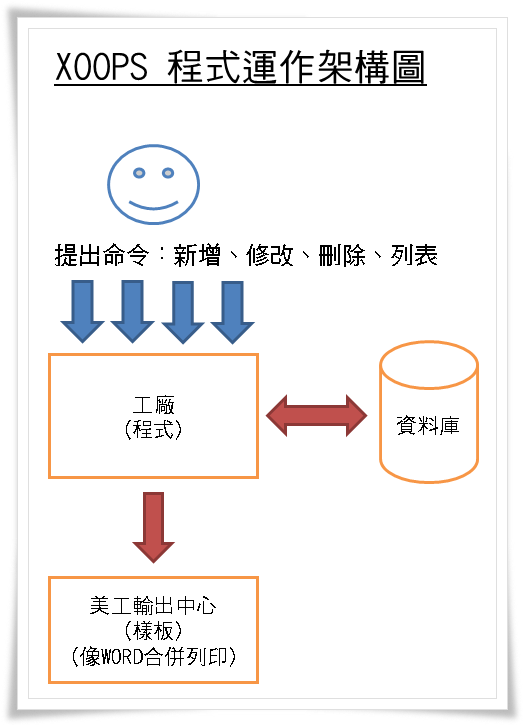 XOOPS 程式運作架構圖
提出命令：新增、修改、刪除、列表
工廠
(程式)
資料庫
美工輸出中心
(樣板)
(像WORD合併列印)